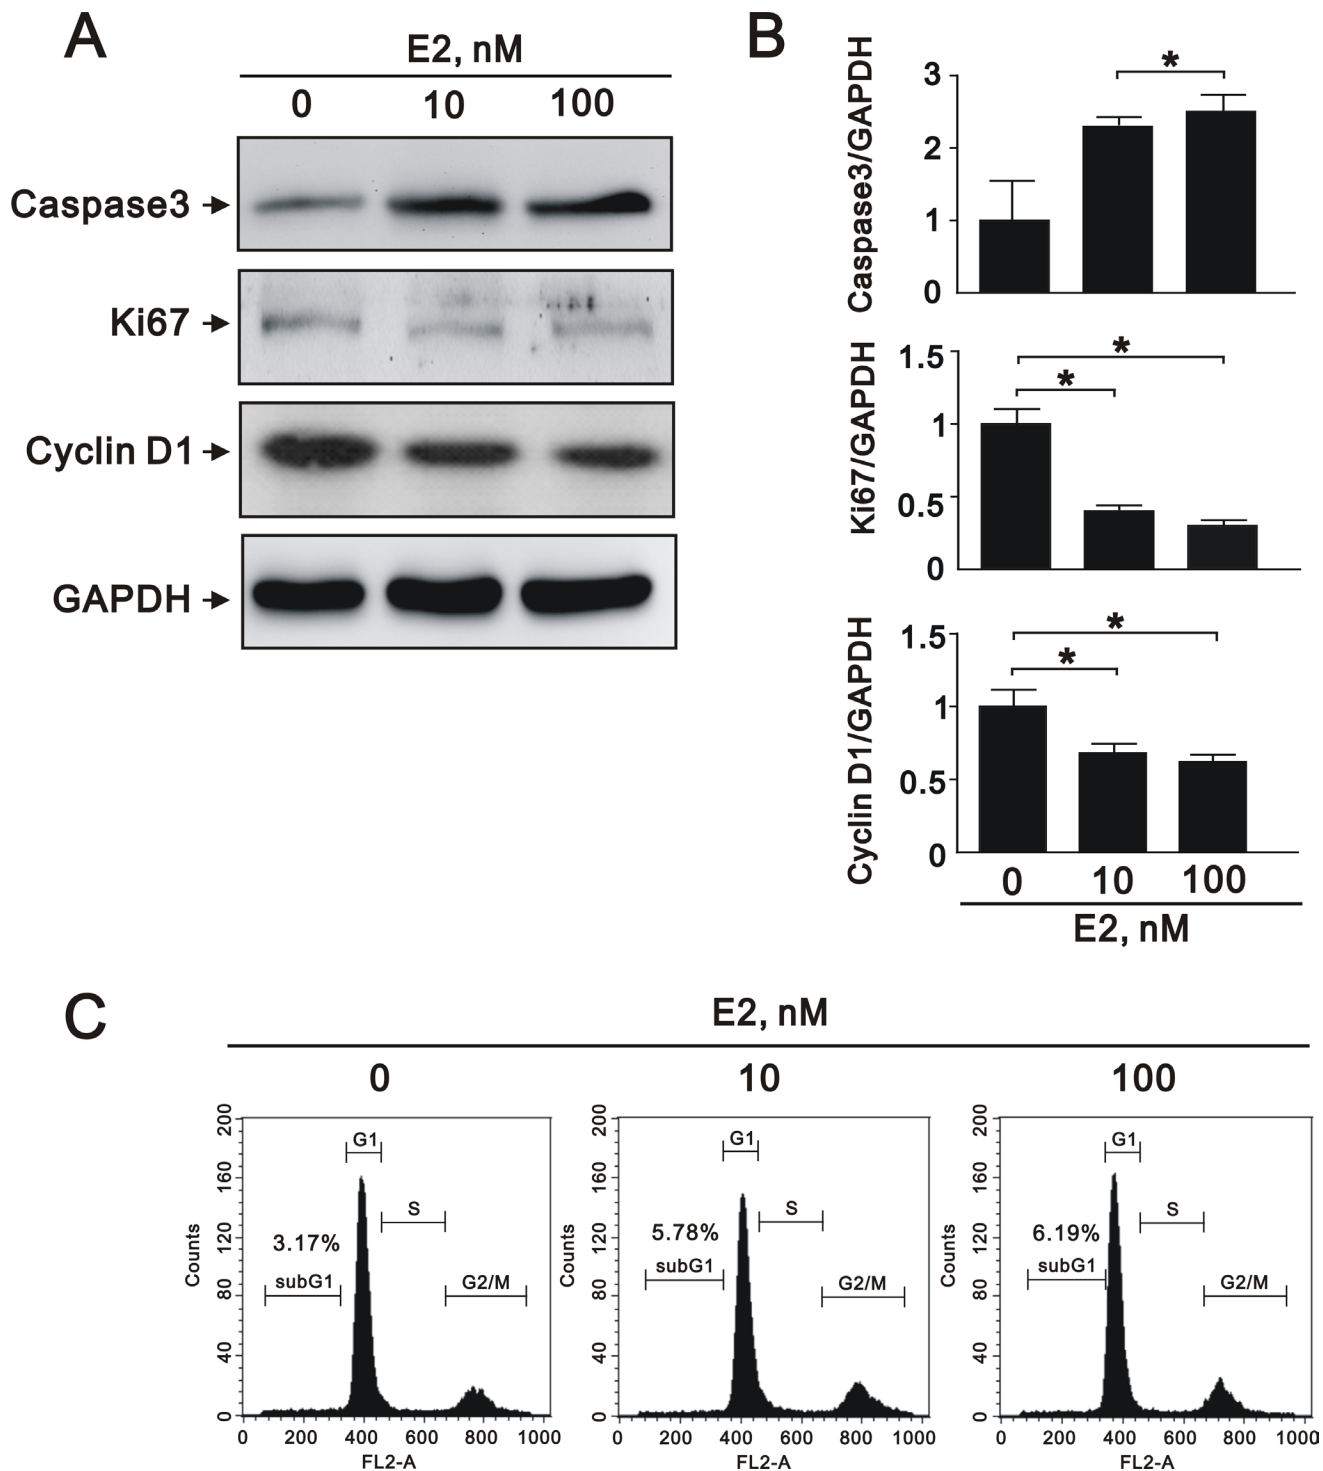 A
E2, nM
0 10 100
Caspase3
Ki67
Cyclin D1
GAPDH
B
Caspase3/GAPDH
3
2
1
0
*
Ki67/GAPDH
1.5
1
0.5
0
*
*
Cyclin D1/GAPDH
1.5
1
0.5
0
*
*
0 10 100
E2, nM
C
E2, nM
0 10 100
Counts
200
160
120
80
40
0
G1
S
3.17%
subG1
G2/M
0 200 400 600 800 1000
FL2-A
Counts
200
160
120
80
40
0
G1
S
5.78%
subG1
G2/M
0 200 400 600 800 1000
FL2-A
Counts
200
160
120
80
40
0
G1
S
6.19%
subG1
G2/M
0 200 400 600 800 1000
FL2-A